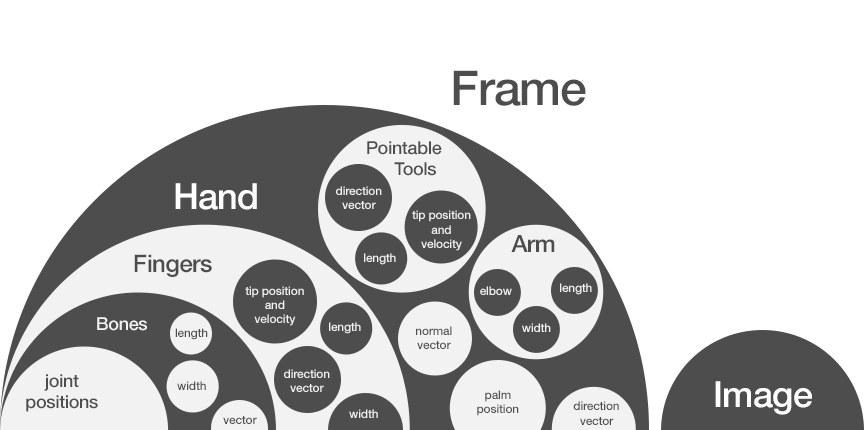 Frame
Hand
Pointable
Tools
direction
vector
tip position
and
velocity
length
Arm
elbow
length
width
Fingers
tip position
and
velocity
length
direction
vector
width
Bones
length
width
vector
joint
positions
normal
vector
palm
position
direction
vector
Image